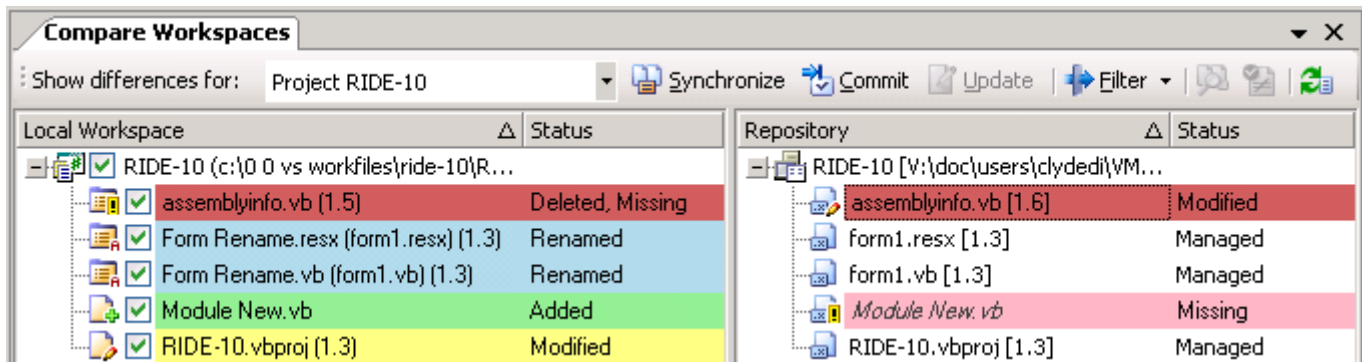 Compare Workspaces
Show differences for: Project RIDE-10 Synchronize Commit Update Filter
Local Workspace Status Repository Status
RIDE-10 (c:\0 0 vs workfiles\ride-10\R... RIDE-10 [V:\doc\users\clydedi\VM...
assemblyinfo.vb (1.5) Deleted, Missing assemblyinfo.vb [1.6] Modified
Form Rename.resx (form1.resx) (1.3) Renamed form1.resx [1.3] Managed
Form Rename.vb (form1.vb) (1.3) Renamed form1.vb [1.3] Managed
Module New.vb Added Module New.vb Missing
RIDE-10.vbproj (1.3) Modified RIDE-10.vbproj [1.3] Managed